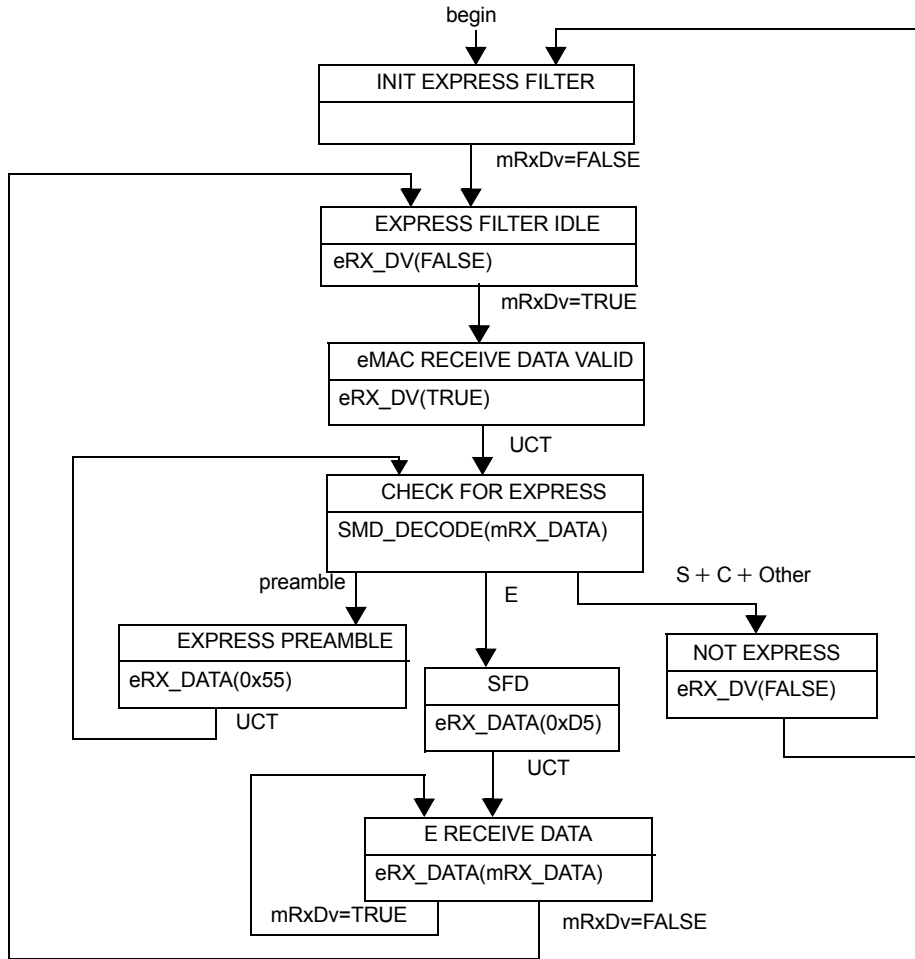 begin
INIT EXPRESS FILTER
mRxDv=FALSE
EXPRESS FILTER IDLE
eRX_DV(FALSE)
mRxDv=TRUE
eMAC RECEIVE DATA VALID
eRX_DV(TRUE)
UCT
CHECK FOR EXPRESS
SMD_DECODE(mRX_DATA)
preamble
E
S + C + Other
EXPRESS PREAMBLE
eRX_DATA(0x55)
UCT
SFD
eRX_DATA(0xD5)
UCT
NOT EXPRESS
eRX_DV(FALSE)
E RECEIVE DATA
eRX_DATA(mRX_DATA)
mRxDv=TRUE
mRxDv=FALSE